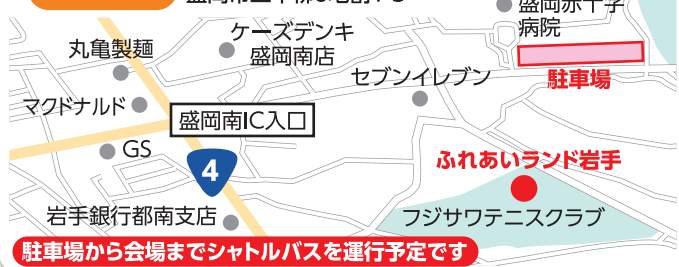 盛岡赤十字
病院
ケーズデンキ
盛岡南店
丸亀製麺
セブンイレブン
駐車場
マクドナルド
盛岡南IC入口
GS
4
ふれあいランド岩手
岩手銀行都南支店
フジサワテニスクラブ
駐車場から会場までシャトルバスを運行予定です